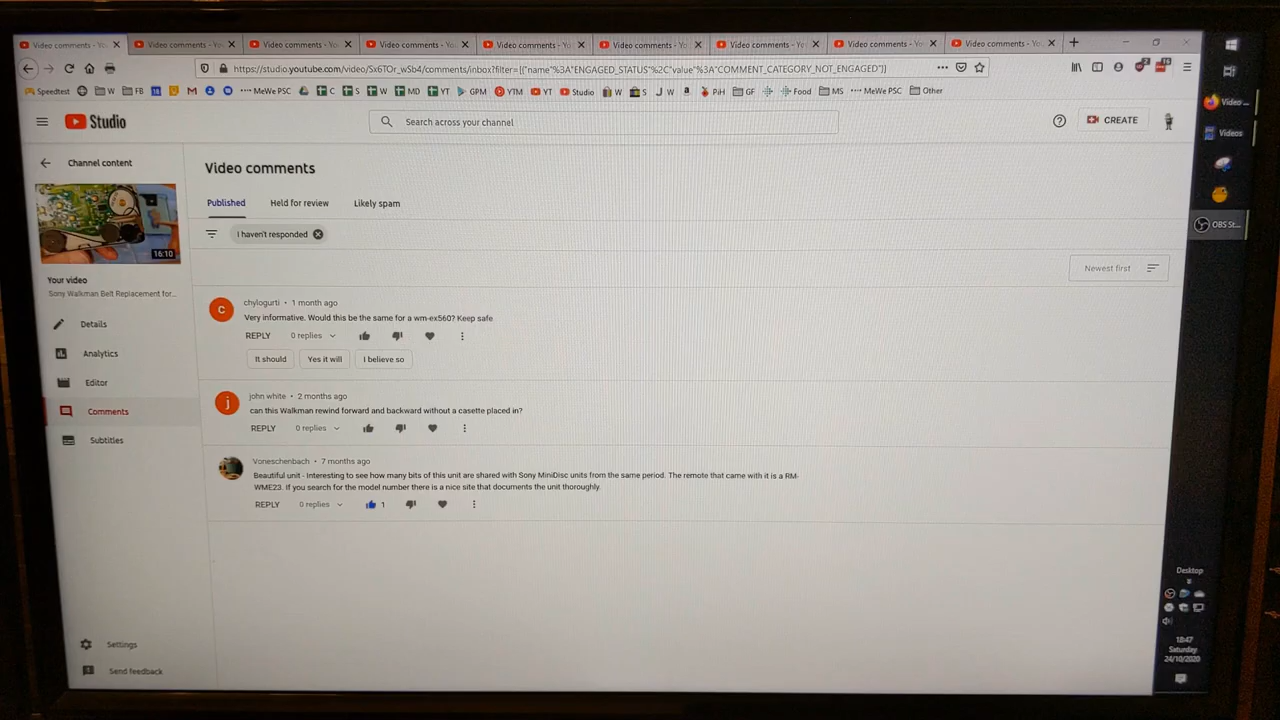 Video comments - Yo
Video comments - Yo
Video comments - Yo
Video comments - Yo
Video comments - Yo
Video comments - Yo
Video comments - Yo
Video comments - Yo
Video comments - Yo
https://studio.youtube.com/video/Sx6TOr_wSb4/comments/inbox?filter=[{"name"%3A"ENGAGED_STATUS"%2C"value"%3A"COMMENT_CATEGORY_NOT_ENGAGED"}]
Speedtest W FB MeWe PSC C S W MD YT GPM YTM YT Studio W S J W PiH GF Food MS MeWe PSC Other
Video ...
Videos
OBS St...
Studio
Search across your channel
CREATE
Channel content
16:10
Your video
Sony Walkman Belt Replacement for...
Details
Analytics
Editor
Comments
Subtitles
Settings
Send feedback
Video comments
Published Held for review Likely spam
I haven't responded
Newest first
chylogurti • 1 month ago
Very informative. Would this be the same for a wm-ex560? Keep safe
REPLY 0 replies
It should Yes it will I believe so
john white • 2 months ago
can this Walkman rewind forward and backward without a casette placed in?
REPLY 0 replies
Voneschenbach • 7 months ago
Beautiful unit - Interesting to see how many bits of this unit are shared with Sony MiniDisc units from the same period. The remote that came with it is a RM-
WME23. If you search for the model number there is a nice site that documents the unit thoroughly
REPLY 0 replies 1
Desktop
18:47
Saturday
24/10/2020